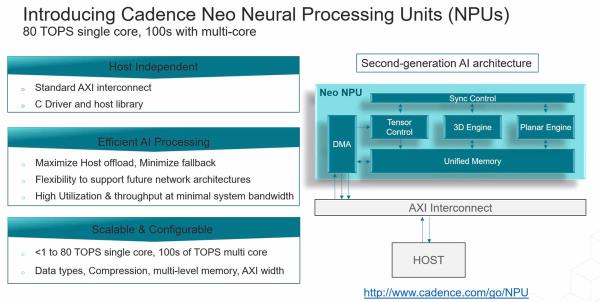 Introducing Cadence Neo Neural Processing Units (NPUs)
80 TOPS single core, 100s with multi-core
Host Independent
Standard AXI interconnect
C Driver and host library
Efficient AI Processing
Maximize Host offload, Minimize fallback
Flexibility to support future network architectures
High Utilization & throughput at minimal system bandwidth
Scalable & Configurable
<1 to 80 TOPS single core, 100s of TOPS multi core
Data types, Compression, multi-level memory, AXI width
Second-generation AI architecture
Neo NPU
Sync Control
DMA
Tensor
Control
3D Engine
Planar Engine
Unified Memory
AXI Interconnect
HOST
http://www.cadence.com/go/NPU